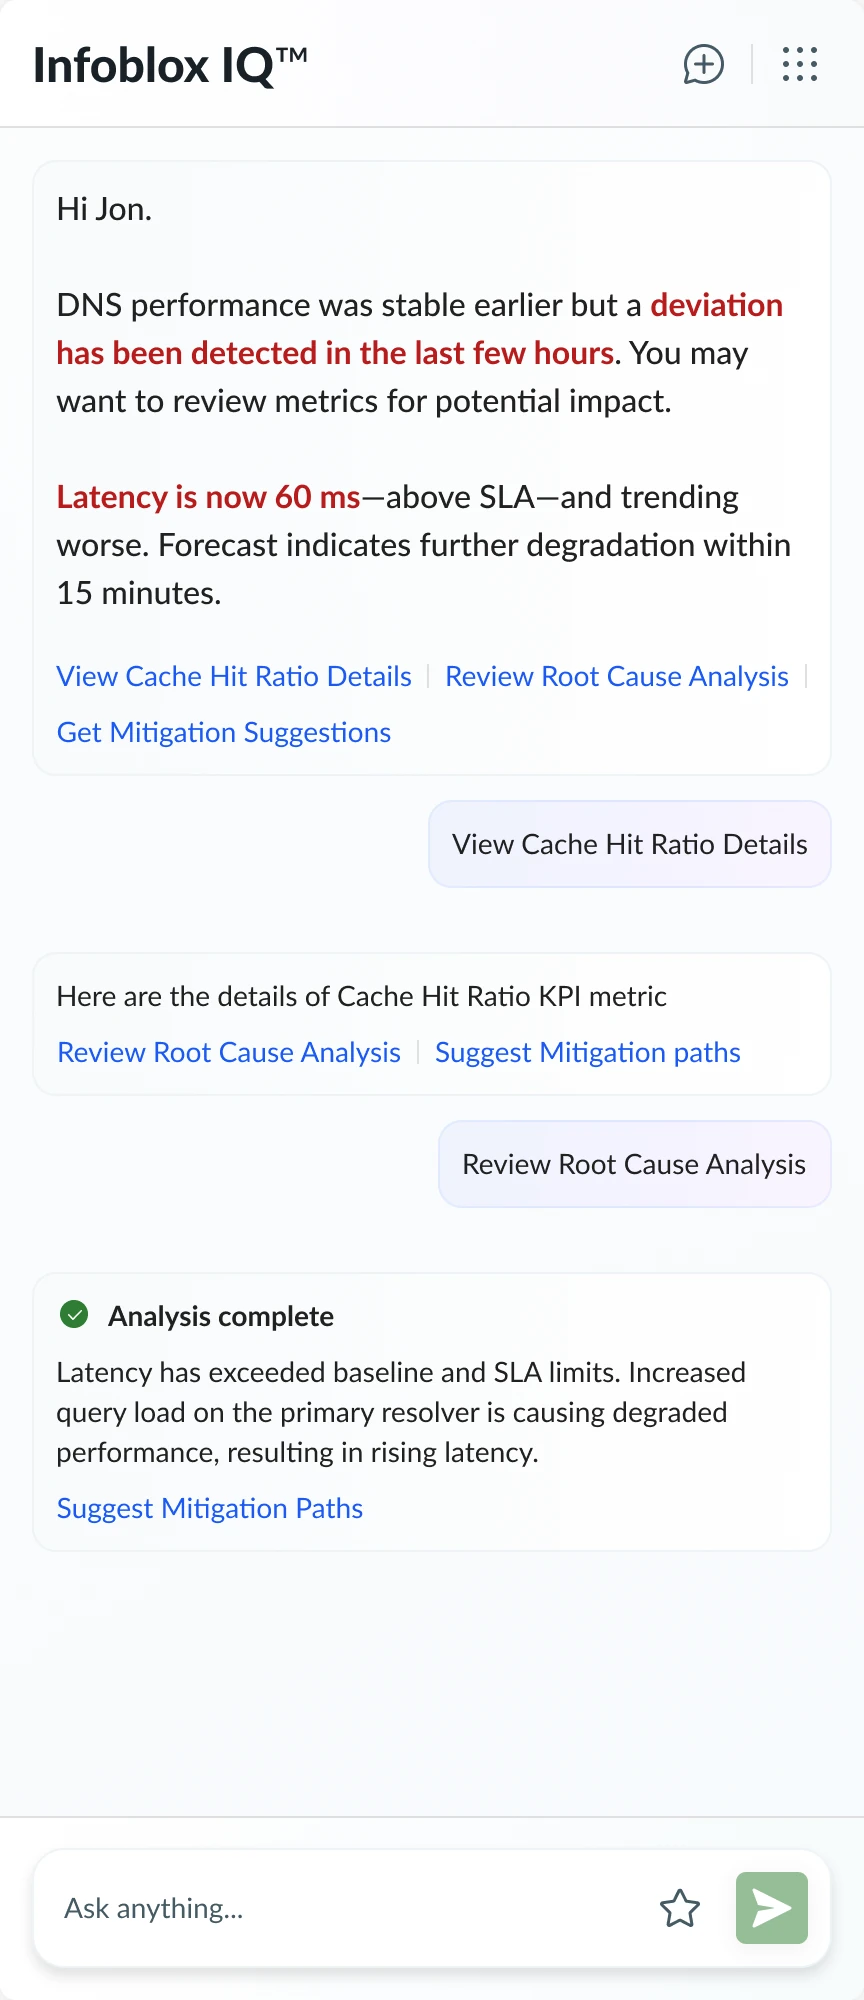 Infoblox IQ™
Hi Jon.
DNS performance was stable earlier but a deviation
has been detected in the last few hours. You may
want to review metrics for potential impact.
Latency is now 60 ms—above SLA—and trending
worse. Forecast indicates further degradation within
15 minutes.
View Cache Hit Ratio Details | Review Root Cause Analysis |
Get Mitigation Suggestions
View Cache Hit Ratio Details
Here are the details of Cache Hit Ratio KPI metric
Review Root Cause Analysis | Suggest Mitigation paths
Review Root Cause Analysis
Analysis complete
Latency has exceeded baseline and SLA limits. Increased
query load on the primary resolver is causing degraded
performance, resulting in rising latency.
Suggest Mitigation Paths
Ask anything...